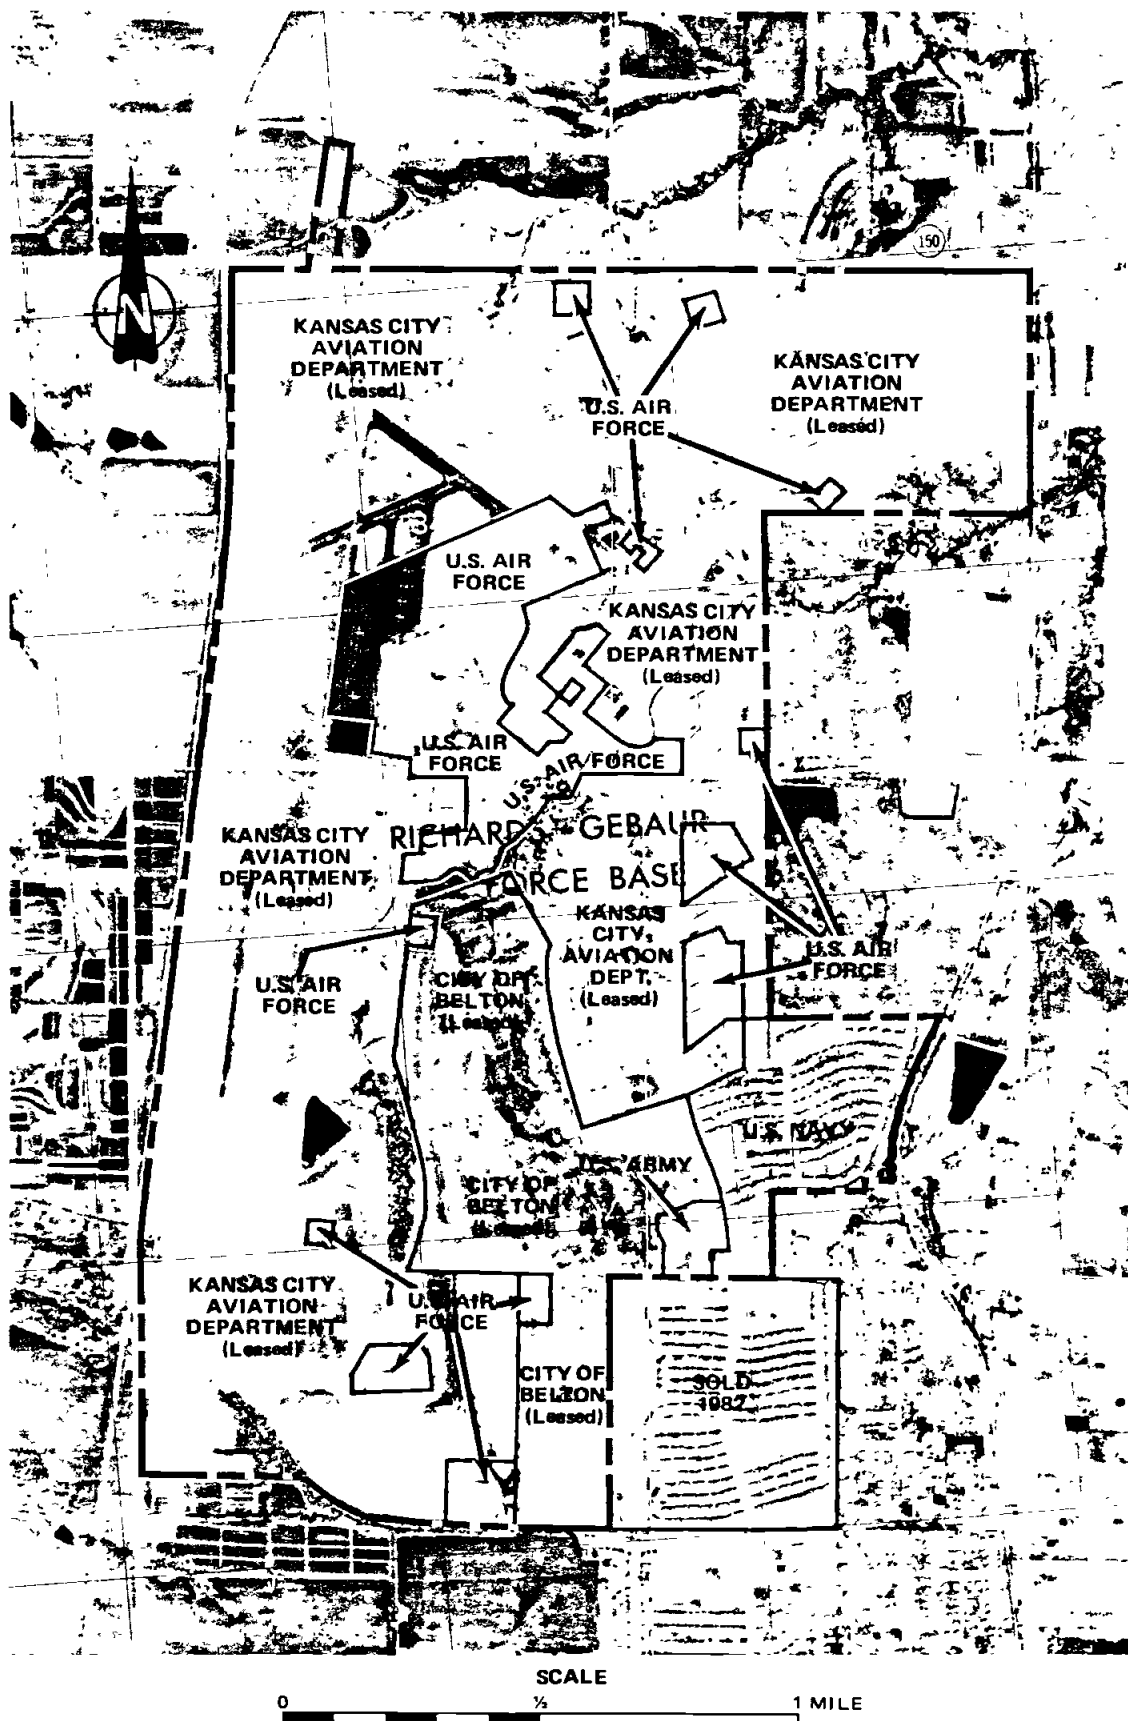 150
N
KANSAS CITY
AVIATION
DEPARTMENT
(Leased)
KANSAS CITY
AVIATION
DEPARTMENT
(Leased)
U.S. AIR
FORCE
U.S. AIR
FORCE
KANSAS CITY
AVIATION
DEPARTMENT
(Leased)
U.S. AIR
FORCE
U.S. AIR FORCE
RICHARDS - GEBAUR
FORCE BASE
KANSAS CITY
AVIATION
DEPARTMENT
(Leased)
KANSAS
CITY
AVIATION
DEPT.
(Leased)
U.S. AIR
FORCE
U.S. AIR
FORCE
CITY OF
BELTON
(Leased)
U.S. NAVY
U.S. ARMY
CITY OF
BELTON
(Leased)
KANSAS CITY
AVIATION
DEPARTMENT
(Leased)
U.S. AIR
FORCE
CITY OF
BELTON
(Leased)
SOLD
1982
SCALE
0 ½ 1 MILE